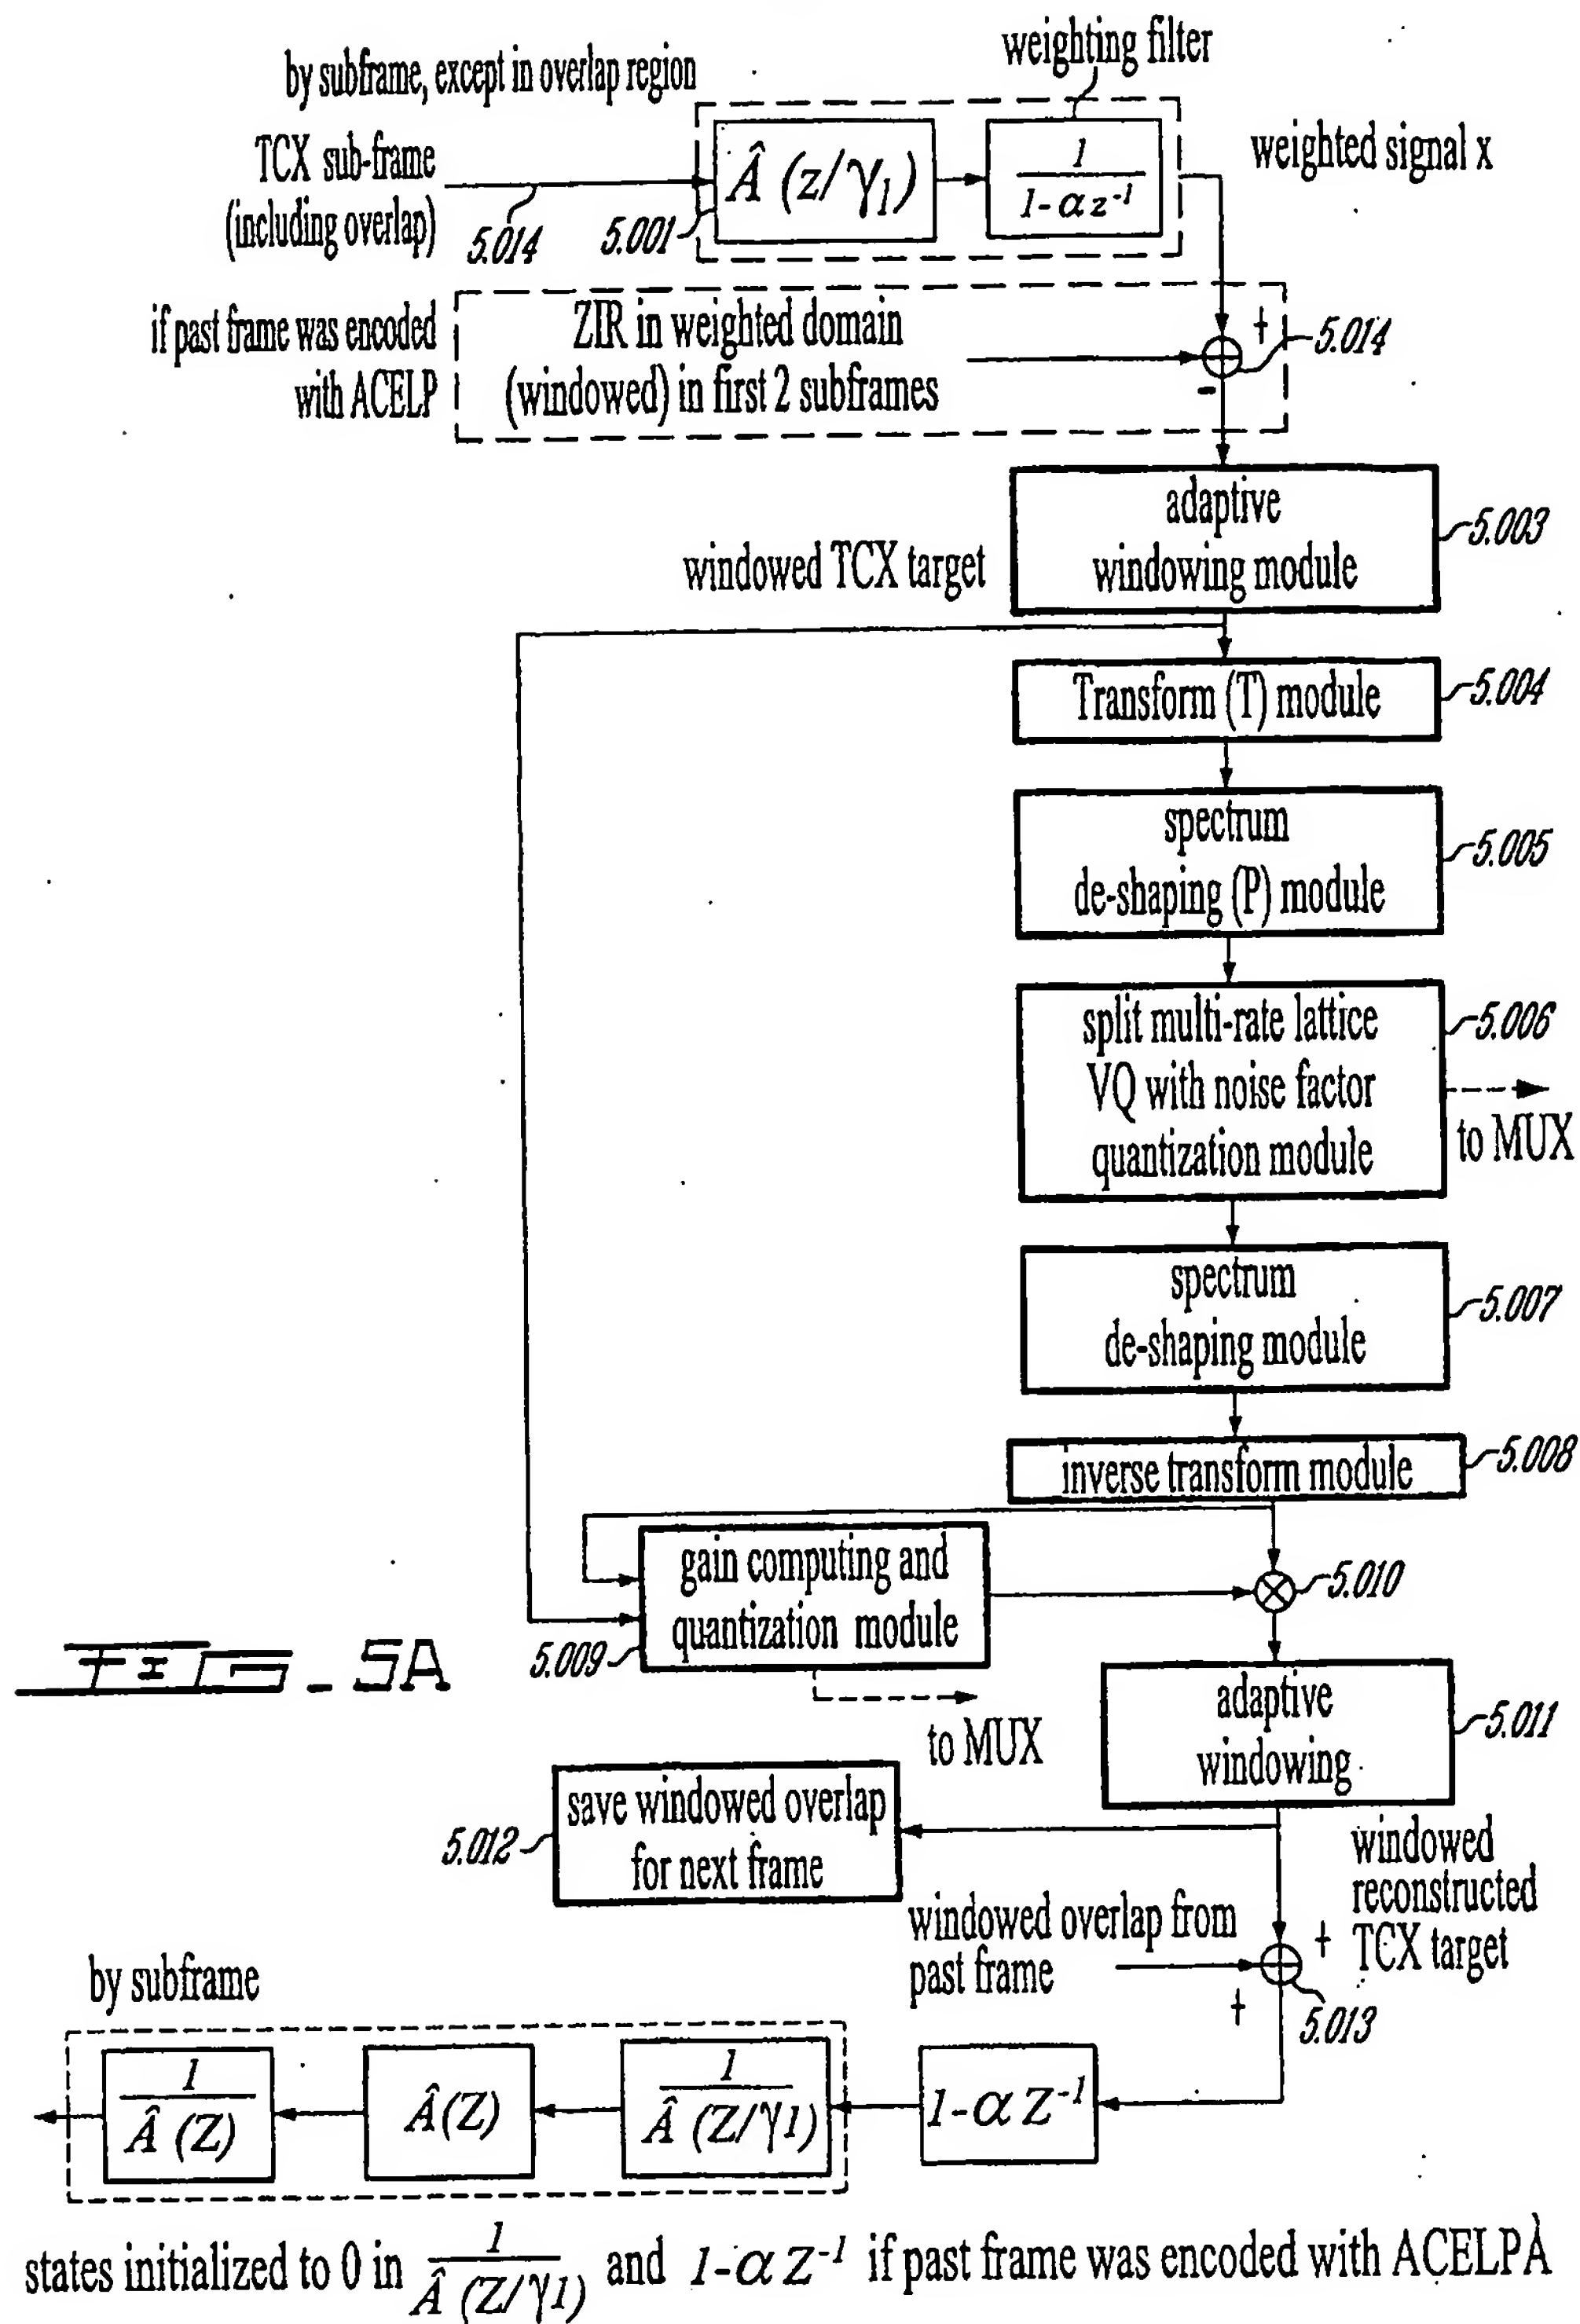 weighting filter
by subframe, except in overlap region
TCX sub-frame
(including overlap)
5.014
5.001
Â (z/γ1)
1
1-αz⁻¹
weighted signal x
if past frame was encoded
with ACELP
ZIR in weighted domain
(windowed) in first 2 subframes
+
-
5.014
adaptive
windowing module
5.003
windowed TCX target
Transform (T) module
5.004
spectrum
de-shaping (P) module
5.005
split multi-rate lattice
VQ with noise factor
quantization module
5.006
to MUX
spectrum
de-shaping module
5.007
inverse transform module
5.008
gain computing and
quantization module
5.009
5.010
to MUX
FIG. 5A
adaptive
windowing
5.011
save windowed overlap
for next frame
5.012
windowed
reconstructed
TCX target
windowed overlap from
past frame
+
+
5.013
by subframe
1
Â (Z)
Â(Z)
1
Â (Z/γ1)
1-αZ⁻¹
states initialized to 0 in 1/Â (Z/γ1) and 1-αZ⁻¹ if past frame was encoded with ACELPÀ